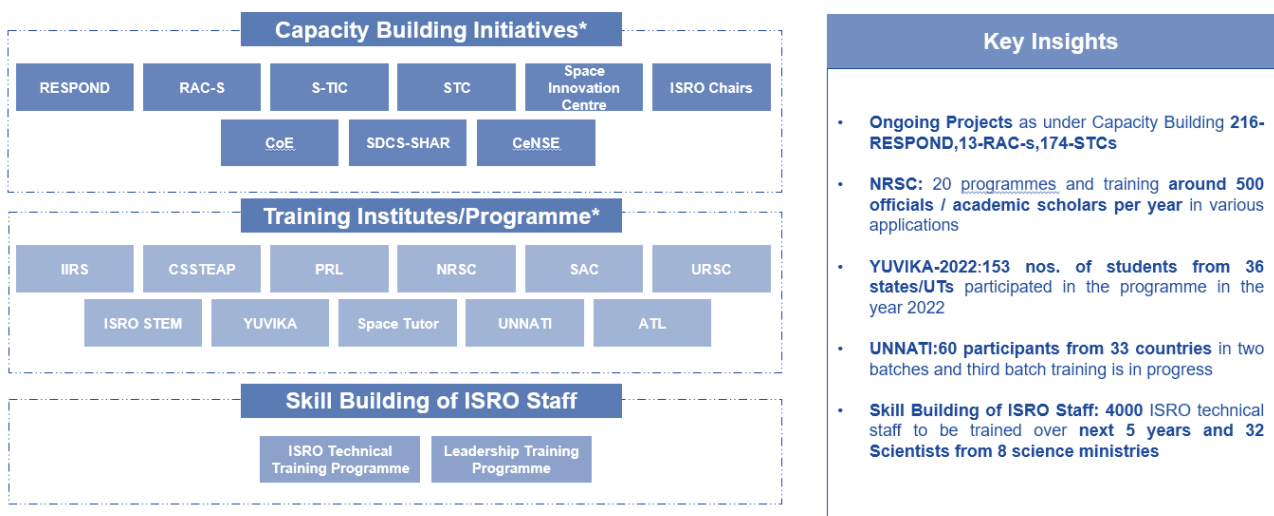 Capacity Building Initiatives*
RESPOND
RAC-S
S-TIC
STC
Space
Innovation
Centre
ISRO Chairs
CoE
SDCS-SHAR
CeNSE
Training Institutes/Programme*
IIRS
CSSTEAP
PRL
NRSC
SAC
URSC
ISRO STEM
YUVIKA
Space Tutor
UNNATI
ATL
Skill Building of ISRO Staff
ISRO Technical
Training Programme
Leadership Training
Programme
Key Insights
• Ongoing Projects as under Capacity Building 216-
RESPOND,13-RAC-s,174-STCs
• NRSC: 20 programmes and training around 500
officials / academic scholars per year in various
applications
• YUVIKA-2022:153 nos. of students from 36
states/UTs participated in the programme in the
year 2022
• UNNATI:60 participants from 33 countries in two
batches and third batch training is in progress
• Skill Building of ISRO Staff: 4000 ISRO technical
staff to be trained over next 5 years and 32
Scientists from 8 science ministries